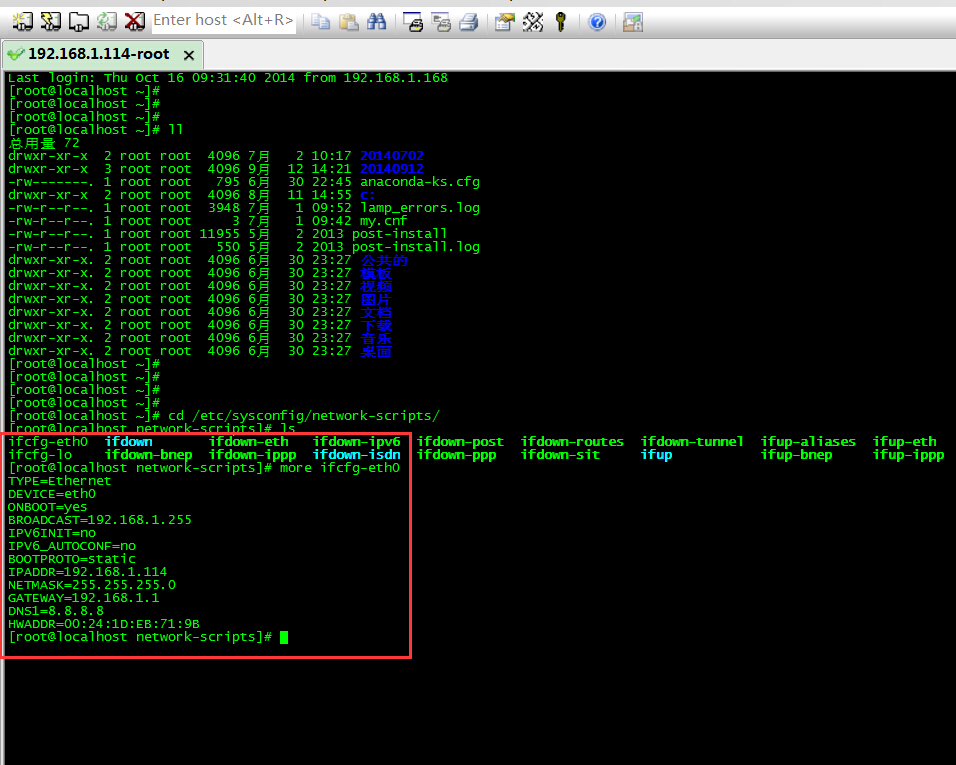 Enter host <Alt+R>
192.168.1.114-root
Last login: Thu Oct 16 09:31:40 2014 from 192.168.1.168
[root@localhost ~]#
[root@localhost ~]#
[root@localhost ~]#
[root@localhost ~]# ll
总用量 72
drwxr-xr-x  2 root root  4096 7月   2 10:17 20140702
drwxr-xr-x  3 root root  4096 9月  12 14:21 20140912
-rw-------. 1 root root   795 6月  30 22:45 anaconda-ks.cfg
drwxr-xr-x  2 root root  4096 8月  11 14:55 c:
-rw-r--r--. 1 root root  3948 7月   1 09:52 lamp_errors.log
-rw-r--r--. 1 root root     3 7月   1 09:42 my.cnf
-rw-r--r--. 1 root root 11955 5月   2 2013 post-install
-rw-r--r--. 1 root root   550 5月   2 2013 post-install.log
drwxr-xr-x. 2 root root  4096 6月  30 23:27 公共的
drwxr-xr-x. 2 root root  4096 6月  30 23:27 模板
drwxr-xr-x. 2 root root  4096 6月  30 23:27 视频
drwxr-xr-x. 2 root root  4096 6月  30 23:27 图片
drwxr-xr-x. 2 root root  4096 6月  30 23:27 文档
drwxr-xr-x. 2 root root  4096 6月  30 23:27 下载
drwxr-xr-x. 2 root root  4096 6月  30 23:27 音乐
drwxr-xr-x. 2 root root  4096 6月  30 23:27 桌面
[root@localhost ~]#
[root@localhost ~]#
[root@localhost ~]#
[root@localhost ~]#
[root@localhost ~]# cd /etc/sysconfig/network-scripts/
[root@localhost network-scripts]# ls
ifcfg-eth0  ifdown       ifdown-eth   ifdown-ipv6  ifdown-post  ifdown-routes  ifdown-tunnel  ifup-aliases  ifup-eth
ifcfg-lo    ifdown-bnep  ifdown-ippp  ifdown-isdn  ifdown-ppp   ifdown-sit     ifup           ifup-bnep     ifup-ippp
[root@localhost network-scripts]# more ifcfg-eth0
TYPE=Ethernet
DEVICE=eth0
ONBOOT=yes
BROADCAST=192.168.1.255
IPV6INIT=no
IPV6_AUTOCONF=no
BOOTPROTO=static
IPADDR=192.168.1.114
NETMASK=255.255.255.0
GATEWAY=192.168.1.1
DNS1=8.8.8.8
HWADDR=00:24:1D:EB:71:9B
[root@localhost network-scripts]#